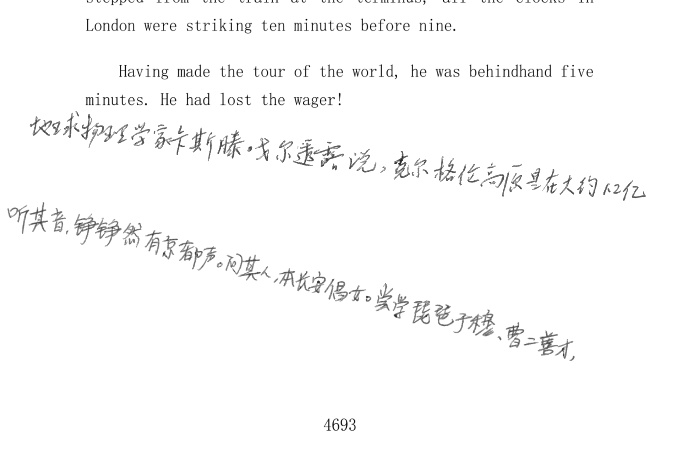 stepped from the train at the terminus, all the clocks in
London were striking ten minutes before nine.
Having made the tour of the world, he was behindhand five
minutes. He had lost the wager!
地球物理学家卡斯滕·戈尔透露说，克尔格伦高原是在大约1.2亿
听其音，铮铮然有京都声。问其人，本长安倡女。尝学琵琶于穆、曹二善才，
4693